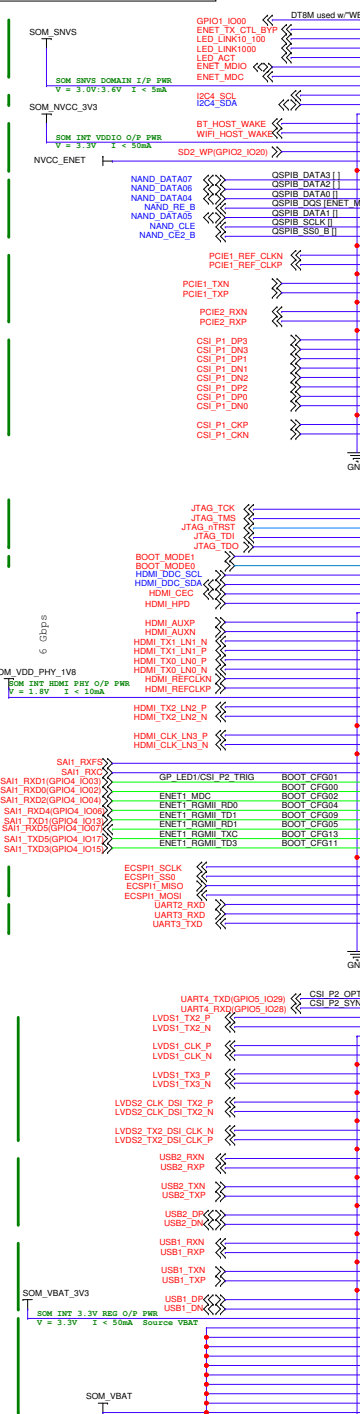 GPIO1_IO00 DT8M used w/"WE
ENET_TX_CTL_BYP
SOM_SNVS
LED_LINK10_100
LED_LINK1000
LED_ACT
ENET_MDIO
ENET_MDC
SOM SNVS DOMAIN I/P PWR
V = 3.0V:3.6V I < 5mA
I2C4_SCL
I2C4_SDA
SOM_NVCC_3V3
BT_HOST_WAKE
WIFI_HOST_WAKE
SOM INT VDDIO O/P PWR
V = 3.3V I < 50mA
SD2_WP(GPIO2_IO20)
NVCC_ENET
NAND_DATA07 QSPIB_DATA3 [ ]
NAND_DATA06 QSPIB_DATA2 [ ]
NAND_DATA04 QSPIB_DATA0 [ ]
NAND_RE_B QSPIB_DQS [ENET_M
NAND_DATA05 QSPIB_DATA1 []
NAND_CLE QSPIB_SCLK []
NAND_CE2_B QSPIB_SS0_B []
PCIE1_REF_CLKN
PCIE1_REF_CLKP
PCIE1_TXN
PCIE1_TXP
PCIE2_RXN
PCIE2_RXP
CSI_P1_DP3
CSI_P1_DN3
CSI_P1_DP1
CSI_P1_DN1
CSI_P1_DN2
CSI_P1_DP2
CSI_P1_DP0
CSI_P1_DN0
CSI_P1_CKP
CSI_P1_CKN
GN
JTAG_TCK
JTAG_TMS
JTAG_nTRST
JTAG_TDI
JTAG_TDO
BOOT_MODE1
BOOT_MODE0
HDMI_DDC_SCL
HDMI_DDC_SDA
HDMI_CEC
HDMI_HPD
6 Gbps
HDMI_AUXP
HDMI_AUXN
HDMI_TX1_LN1_N
HDMI_TX1_LN1_P
HDMI_TX0_LN0_P
HDMI_TX0_LN0_N
OM_VDD_PHY_1V8
HDMI_REFCLKN
HDMI_REFCLKP
SOM INT HDMI PHY O/P PWR
V = 1.8V I < 10mA
HDMI_TX2_LN2_P
HDMI_TX2_LN2_N
HDMI_CLK_LN3_P
HDMI_CLK_LN3_N
SAI1_RXFS
SAI1_RXC
SAI1_RXD1(GPIO4_IO03) GP_LED1/CSI_P2_TRIG BOOT_CFG01
SAI1_RXD0(GPIO4_IO02) BOOT_CFG00
SAI1_RXD2(GPIO4_IO04) ENET1_MDC BOOT_CFG02
SAI1_RXD4(GPIO4_IO06) ENET1_RGMII_RD0 BOOT_CFG04
SAI1_TXD1(GPIO4_IO13) ENET1_RGMII_TD1 BOOT_CFG09
SAI1_RXD5(GPIO4_IO07) ENET1_RGMII_RD1 BOOT_CFG05
SAI1_TXD5(GPIO4_IO17) ENET1_RGMII_TXC BOOT_CFG13
SAI1_TXD3(GPIO4_IO15) ENET1_RGMII_TD3 BOOT_CFG11
ECSPI1_SCLK
ECSPI1_SS0
ECSPI1_MISO
ECSPI1_MOSI
UART2_RXD
UART3_RXD
UART3_TXD
GN
UART4_TXD(GPIO5_IO29) CSI_P2_OPT
UART4_RXD(GPIO5_IO28) CSI_P2_SYN
LVDS1_TX2_P
LVDS1_TX2_N
LVDS1_CLK_P
LVDS1_CLK_N
LVDS1_TX3_P
LVDS1_TX3_N
LVDS2_CLK_DSI_TX2_P
LVDS2_CLK_DSI_TX2_N
LVDS2_TX2_DSI_CLK_N
LVDS2_TX2_DSI_CLK_P
USB2_RXN
USB2_RXP
USB2_TXN
USB2_TXP
USB2_DP
USB2_DN
USB1_RXN
USB1_RXP
USB1_TXN
USB1_TXP
SOM_VBAT_3V3
USB1_DP
USB1_DN
SOM INT 3.3V REG O/P PWR
V = 3.3V I < 50mA Source VBAT
SOM_VBAT